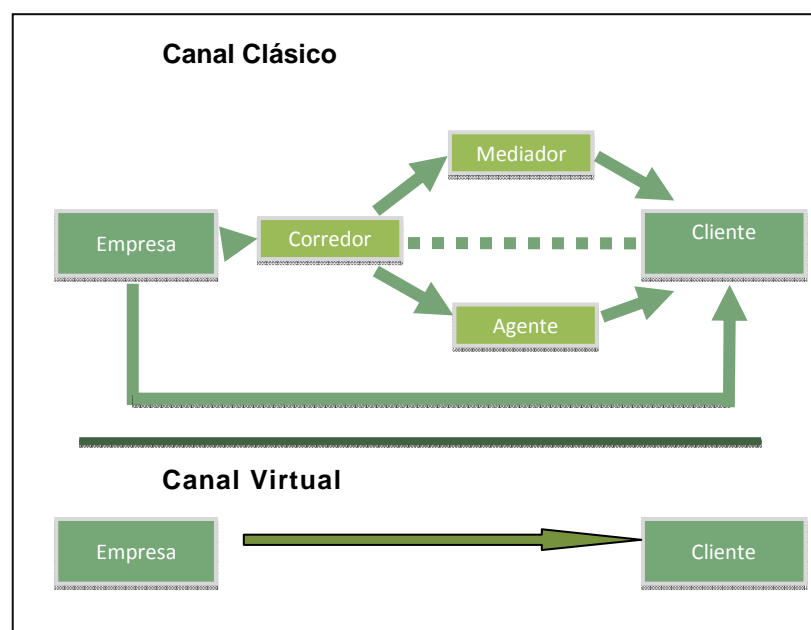 Canal Clásico
Mediador
Empresa
Corredor
Cliente
Agente
Canal Virtual
Empresa
Cliente